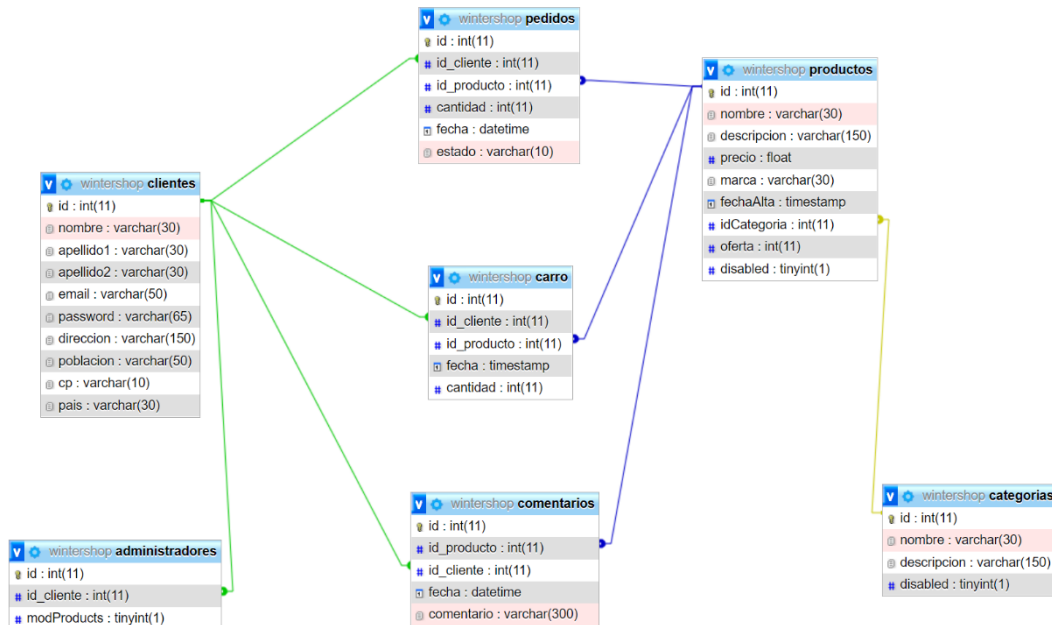 wintershop pedidos
id : int(11)
id_cliente : int(11)
id_producto : int(11)
cantidad : int(11)
fecha : datetime
estado : varchar(10)
wintershop productos
id : int(11)
nombre : varchar(30)
descripcion : varchar(150)
precio : float
marca : varchar(30)
fechaAlta : timestamp
idCategoria : int(11)
oferta : int(11)
disabled : tinyint(1)
wintershop clientes
id : int(11)
nombre : varchar(30)
apellido1 : varchar(30)
apellido2 : varchar(30)
email : varchar(50)
password : varchar(65)
direccion : varchar(150)
poblacion : varchar(50)
cp : varchar(10)
pais : varchar(30)
wintershop carro
id : int(11)
id_cliente : int(11)
id_producto : int(11)
fecha : timestamp
cantidad : int(11)
wintershop comentarios
id : int(11)
id_producto : int(11)
id_cliente : int(11)
fecha : datetime
comentario : varchar(300)
wintershop categorias
id : int(11)
nombre : varchar(30)
descripcion : varchar(150)
disabled : tinyint(1)
wintershop administradores
id : int(11)
id_cliente : int(11)
modProducts : tinyint(1)